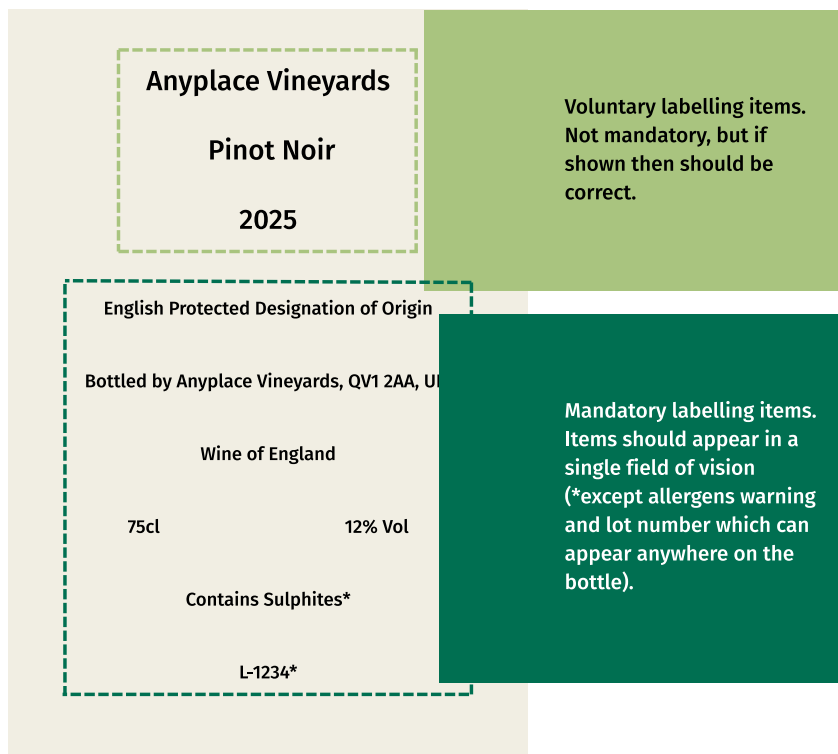 Anyplace Vineyards
Pinot Noir
2025
Voluntary labelling items.
Not mandatory, but if
shown then should be
correct.
English Protected Designation of Origin
Bottled by Anyplace Vineyards, QV1 2AA,
Wine of England
75cl 12% Vol
Contains Sulphites*
L-1234*
Mandatory labelling items.
Items should appear in a
single field of vision
(*except allergens warning
and lot number which can
appear anywhere on the
bottle).